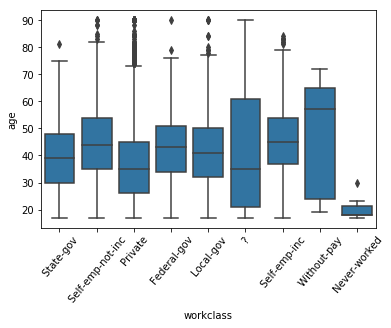 90
80
70
60
50
40
30
20
age
State-gov
Self-emp-not-inc
Private
Federal-gov
Local-gov
?
Self-emp-inc
Without-pay
Never-worked
workclass